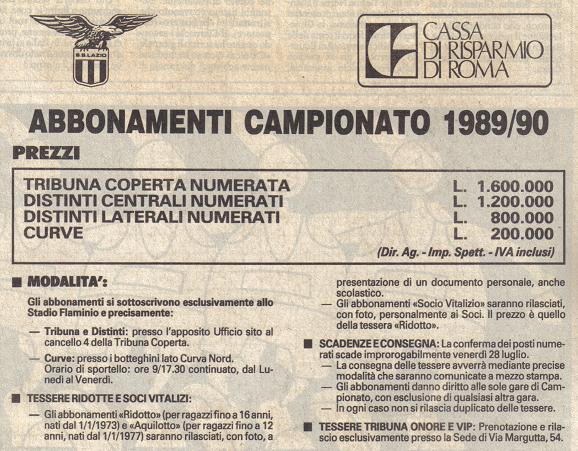 S.S.LAZIO
CASSA
DI RISPARMIO
DI ROMA
ABBONAMENTI CAMPIONATO 1989/90
PREZZI
TRIBUNA COPERTA NUMERATA L. 1.600.000
DISTINTI CENTRALI NUMERATI L. 1.200.000
DISTINTI LATERALI NUMERATI L. 800.000
CURVE L. 200.000
(Dir. Ag. - Imp. Spett. - IVA inclusi)
■ MODALITA':
Gli abbonamenti si sottoscrivono esclusivamente allo
Stadio Flaminio e precisamente:
— Tribuna e Distinti: presso l'apposito Ufficio sito al
cancello 4 della Tribuna Coperta.
— Curve: presso i botteghini lato Curva Nord.
Orario di sportello: ore 9/17.30 continuato, dal Lu-
nedì al Venerdì.
■ TESSERE RIDOTTE E SOCI VITALIZI:
— Gli abbonamenti «Ridotto» (per ragazzi fino a 16 anni,
nati dal 1/1/1973) e «Aquilotto» (per ragazzi fino a 12
anni, nati dal 1/1/1977) saranno rilasciati, con foto, a
presentazione di un documento personale, anche
scolastico.
— Gli abbonamenti «Socio Vitalizio» saranno rilasciati,
con foto, personalmente ai Soci. Il prezzo è quello
della tessera «Ridotto».
■ SCADENZE E CONSEGNA: La conferma dei posti nume-
rati scade improrogabilmente venerdì 28 luglio.
— La consegna delle tessere avverrà mediante precise
modalità che saranno comunicate a mezzo stampa.
— Gli abbonamenti danno diritto alle sole gare di Cam-
pionato, con esclusione di qualsiasi altra gara.
— In ogni caso non si rilascia duplicato delle tessere.
■ TESSERE TRIBUNA ONORE E VIP: Prenotazione e rila-
scio esclusivamente presso la Sede di Via Margutta, 54.